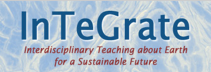 InTeGrate
Interdisciplinary Teaching about Earth
for a Sustainable Future